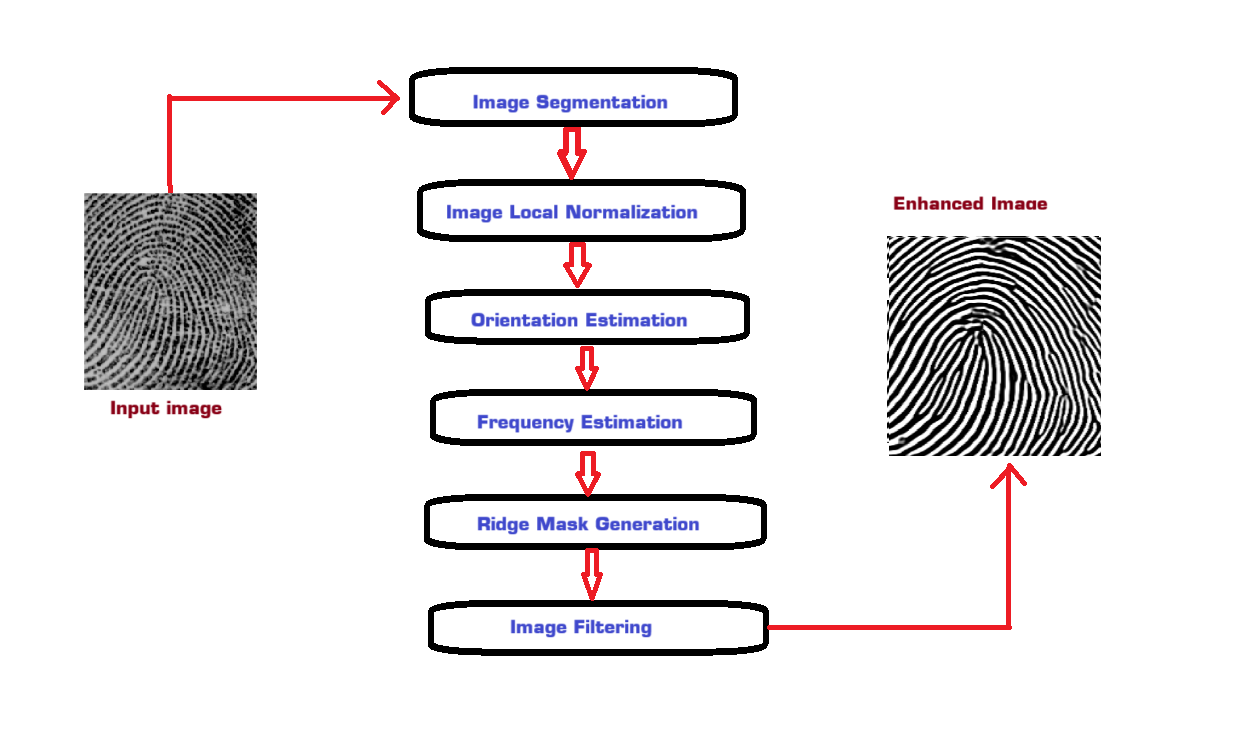 Image Segmentation
Image Local Normalization
Enhanced Image
Orientation Estimation
Input image
Frequency Estimation
Ridge Mask Generation
Image Filtering